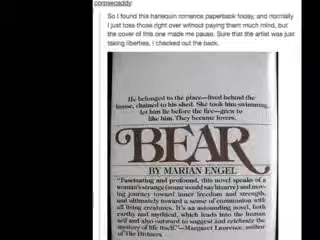 corpsecaddy:
So I found this harlequin romance paperback today, and normally
I just toss those right over without paying them much mind, but
the cover of this one made me pause. Sure that the artist was just
taking liberties, I checked out the back.
He belonged to the place—lived behind the
house, chained to his shed. She took him swimming,
let him lie before the fire—grew to
like him. They became lovers.
BEAR
BY MARIAN ENGEL
"Fascinating and profound, this novel speaks of a
woman's strange (some would say bizarre) and mov-
ing journey toward inner freedom and strength,
and ultimately toward a sense of communion with
all living creatures. It's an astounding novel, both
earthy and mythical, which leads into the human
self and also outward to suggest and celebrate the
mystery of life itself."—Margaret Laurence, author
of The Diviners